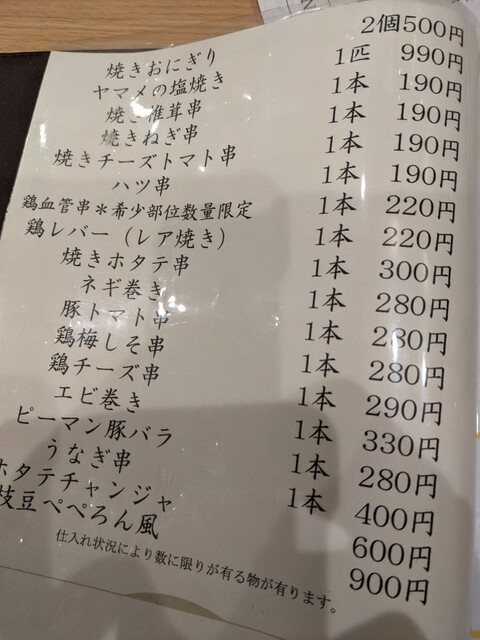 焼きおにぎり 2個500円
ヤマメの塩焼き 1匹 990円
焼き椎茸串 1本 190円
焼きねぎ串 1本 190円
焼きチーズトマト串 1本 190円
ハツ串 1本 190円
鶏血管串＊希少部位数量限定 1本 220円
鶏レバー（レア焼き） 1本 220円
焼きホタテ串 1本 300円
ネギ巻き 1本 280円
豚トマト串 1本 280円
鶏梅しそ串 1本 280円
鶏チーズ串 1本 290円
エビ巻き 1本 330円
ピーマン豚バラ 1本 280円
うなぎ串 1本 400円
ホタテチャンジャ 600円
枝豆ぺぺろん風 900円
仕入れ状況により数に限りが有る物が有ります。